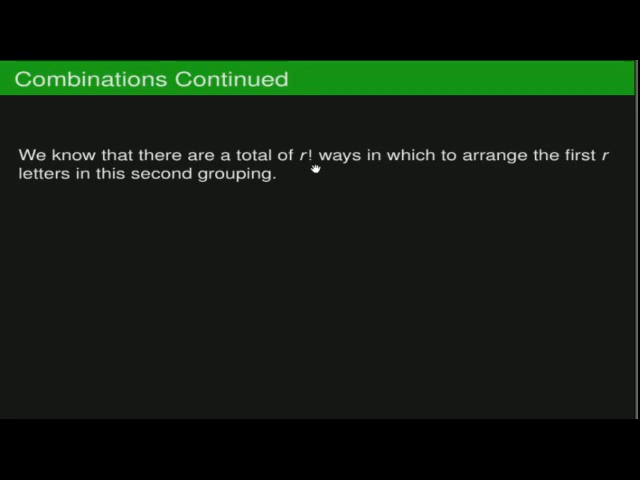 Combinations Continued
We know that there are a total of r! ways in which to arrange the first r
letters in this second grouping.